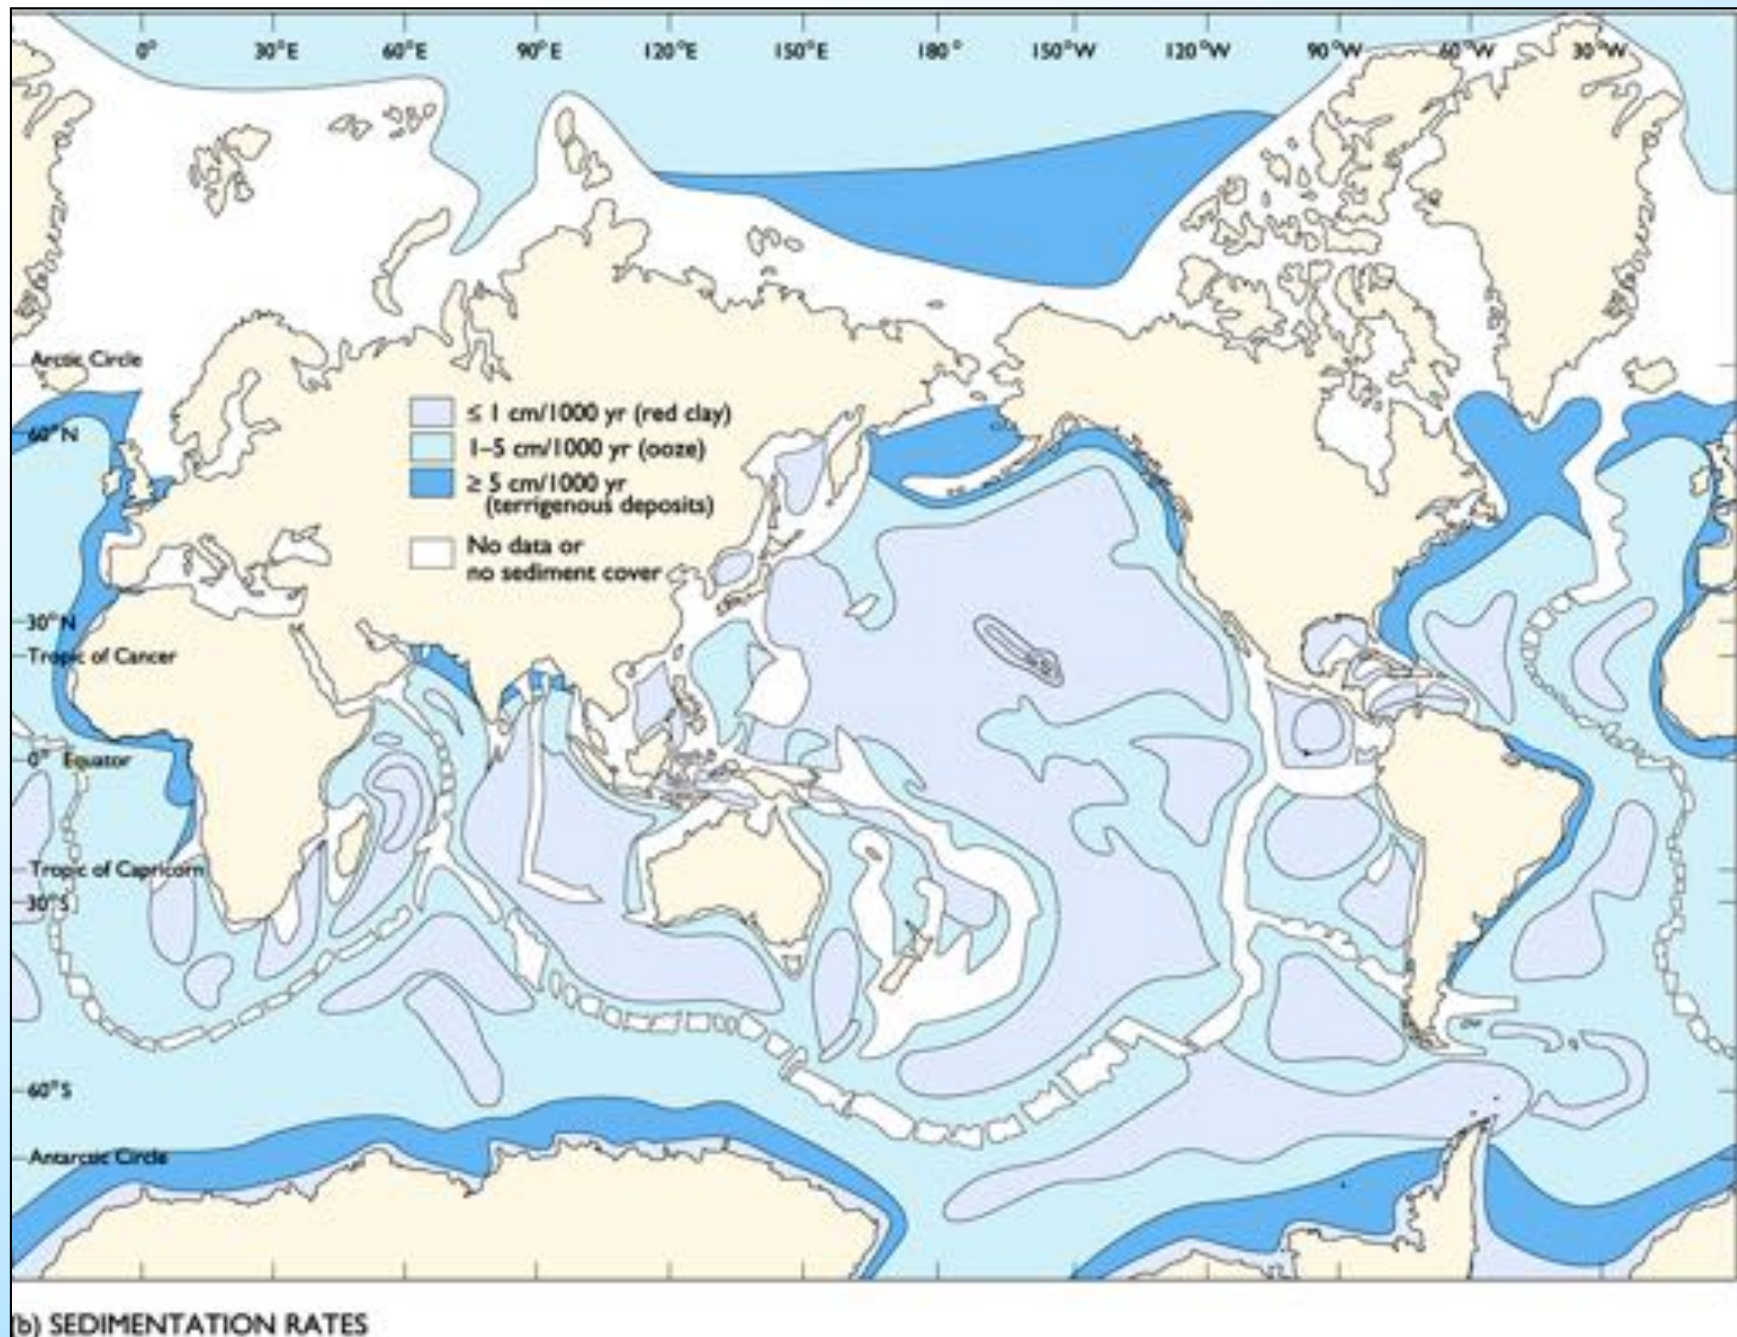 0° 30°E 60°E 90°E 120°E 150°E 180° 150°W 120°W 90°W 60°W 30°W
Arctic Circle
≤ 1 cm/1000 yr (red clay)
60°N
1–5 cm/1000 yr (ooze)
≥ 5 cm/1000 yr
(terrigenous deposits)
No data or
no sediment cover
30°N
Tropic of Cancer
0° Equator
Tropic of Capricorn
30°S
60°S
Antarctic Circle
(b) SEDIMENTATION RATES